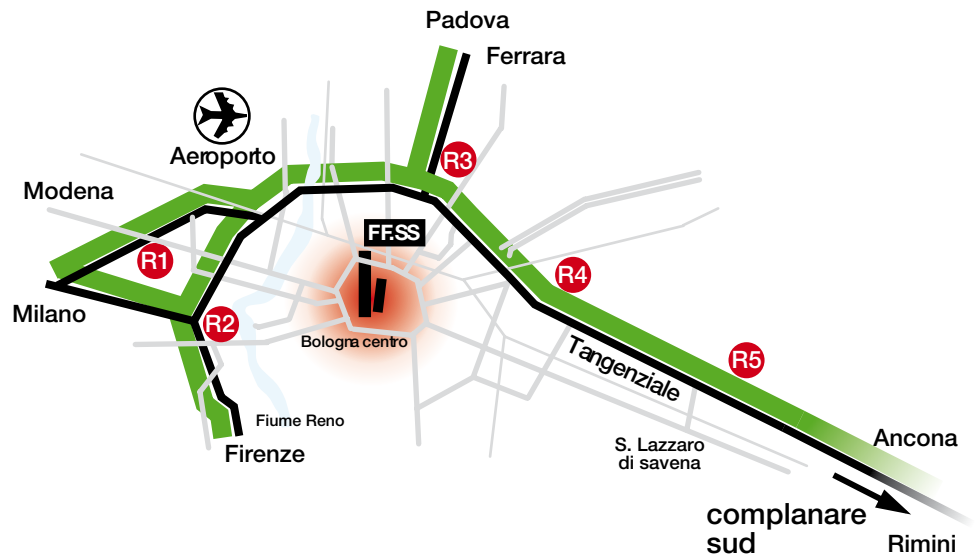 Padova
Ferrara
Aeroporto
R3
Modena
FF.SS
R1
R4
Milano
R2
Bologna centro
R5
Tangenziale
Fiume Reno
Firenze
S. Lazzaro
di savena
Ancona
complanare
sud
Rimini